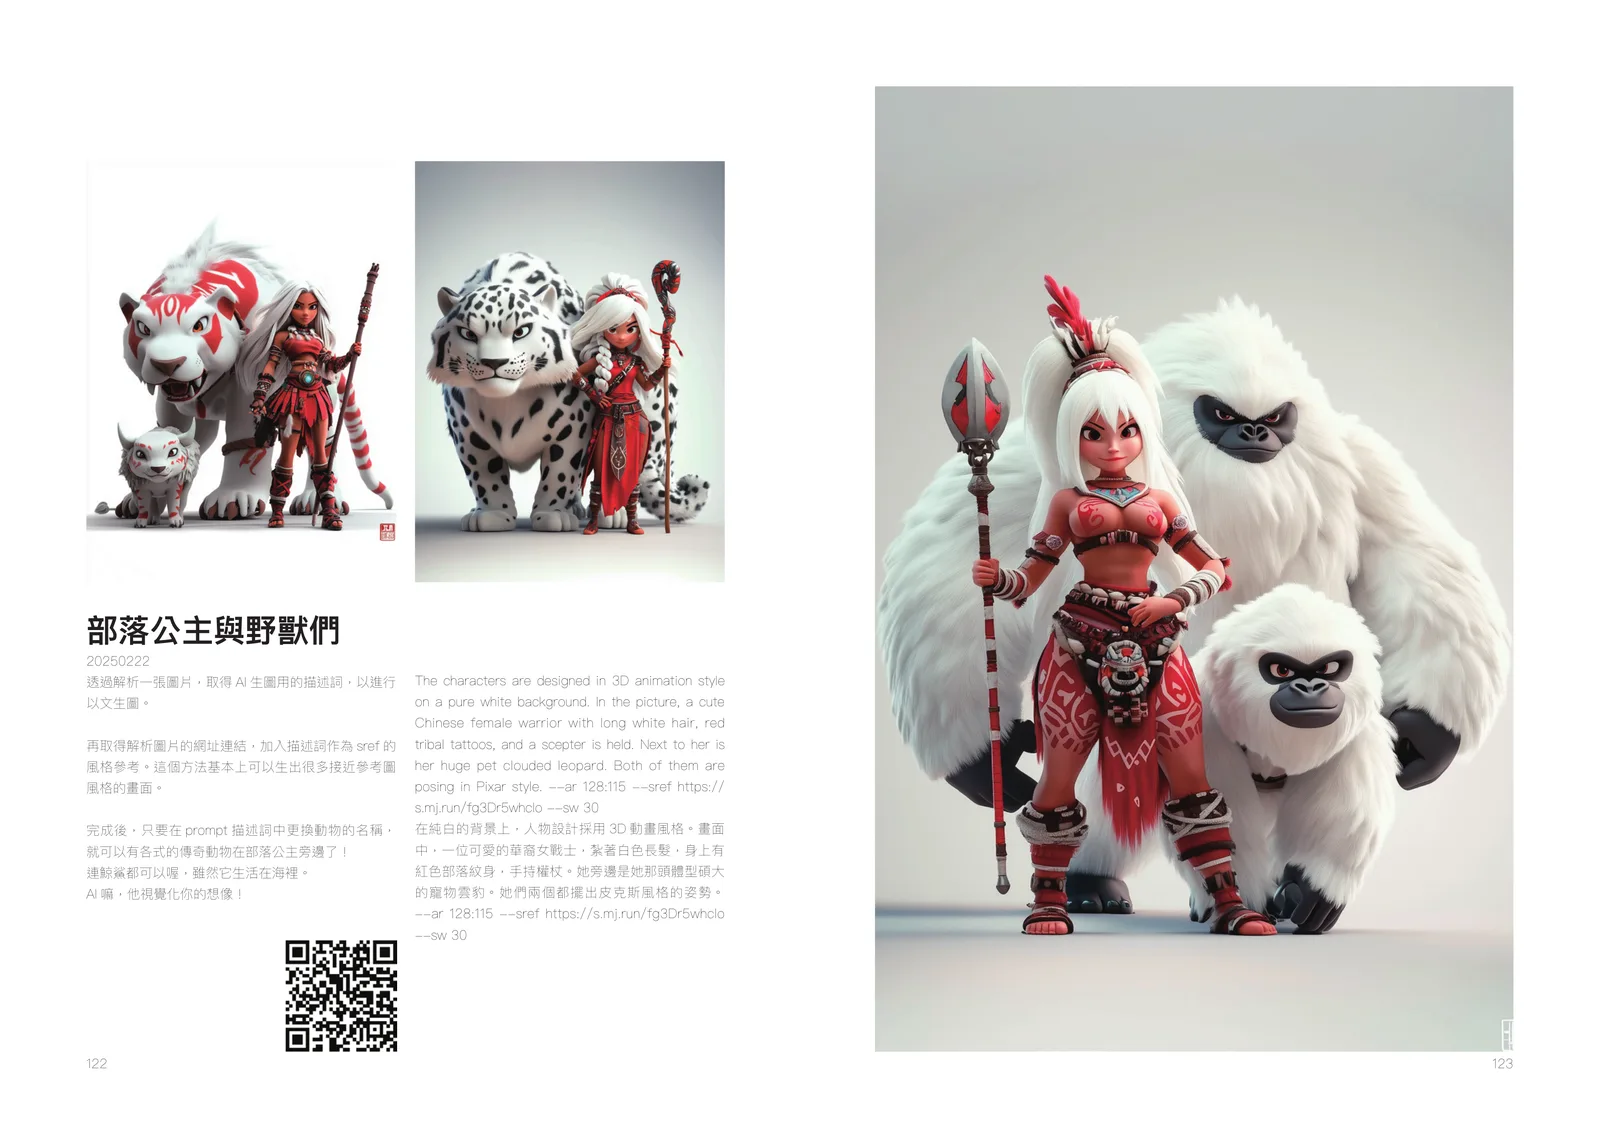 部落公主與野獸們
20250222
透過解析一張圖片，取得 AI 生圖用的描述詞，以進行
以文生圖。
再取得解析圖片的網址連結，加入描述詞作為 sref 的
風格參考。這個方法基本上可以生出很多接近參考圖
風格的畫面。
完成後，只要在 prompt 描述詞中更換動物的名稱，
就可以有各式的傳奇動物在部落公主旁邊了！
連鯨鯊都可以喔，雖然它生活在海裡。
AI 嘛，他視覺化你的想像！
The characters are designed in 3D animation style
on a pure white background. In the picture, a cute
Chinese female warrior with long white hair, red
tribal tattoos, and a scepter is held. Next to her is
her huge pet clouded leopard. Both of them are
posing in Pixar style. --ar 128:115 --sref https://
s.mj.run/fg3Dr5whclo --sw 30
在純白的背景上，人物設計採用 3D 動畫風格。畫面
中，一位可愛的華裔女戰士，紮著白色長髮，身上有
紅色部落紋身，手持權杖。她旁邊是她那頭體型碩大
的寵物雲豹。她們兩個都擺出皮克斯風格的姿勢。
--ar 128:115 --sref https://s.mj.run/fg3Dr5whclo
--sw 30
122
123